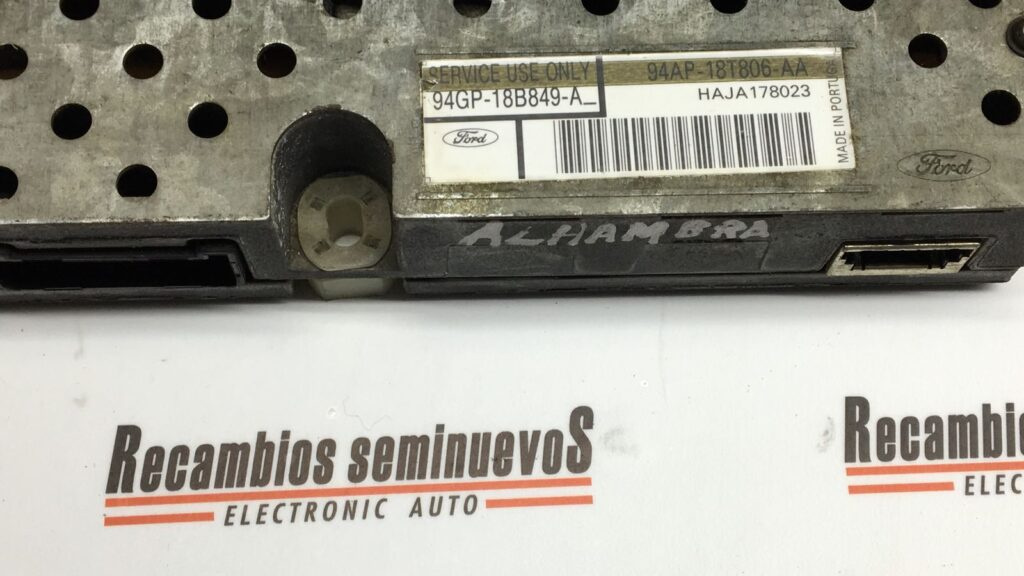 SERVICE USE ONLY
94AP-18T806-AA
94GP-18B849-A_
HAJA178023
Ford
MADE IN PORTU
Ford
ALHAMBRA
Recambios seminuevoS
ELECTRONIC AUTO
Recambi
ELEC